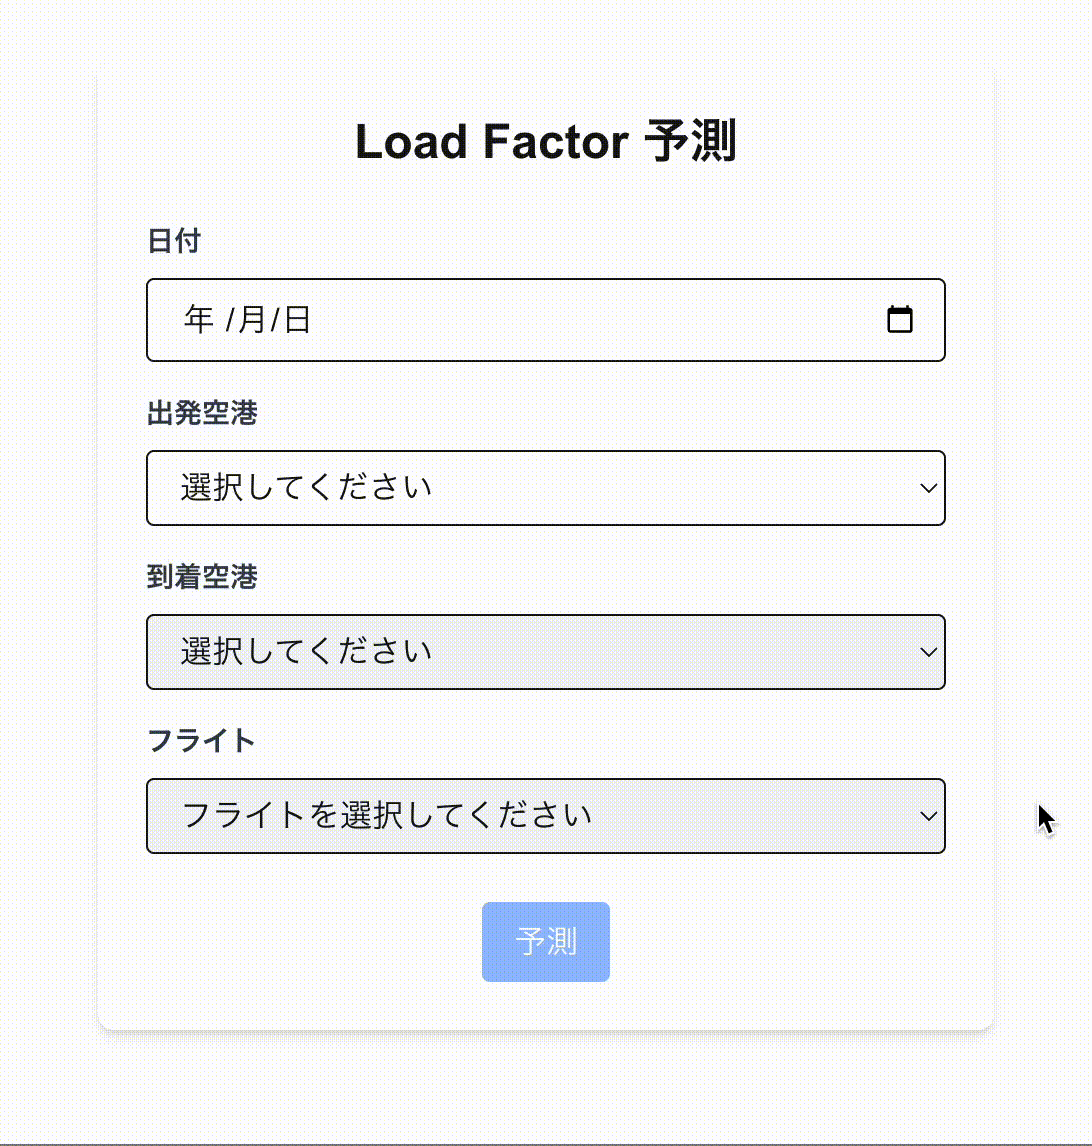 Load Factor 予測
日付
年 /月/日
出発空港
選択してください
到着空港
選択してください
フライト
フライトを選択してください
予測